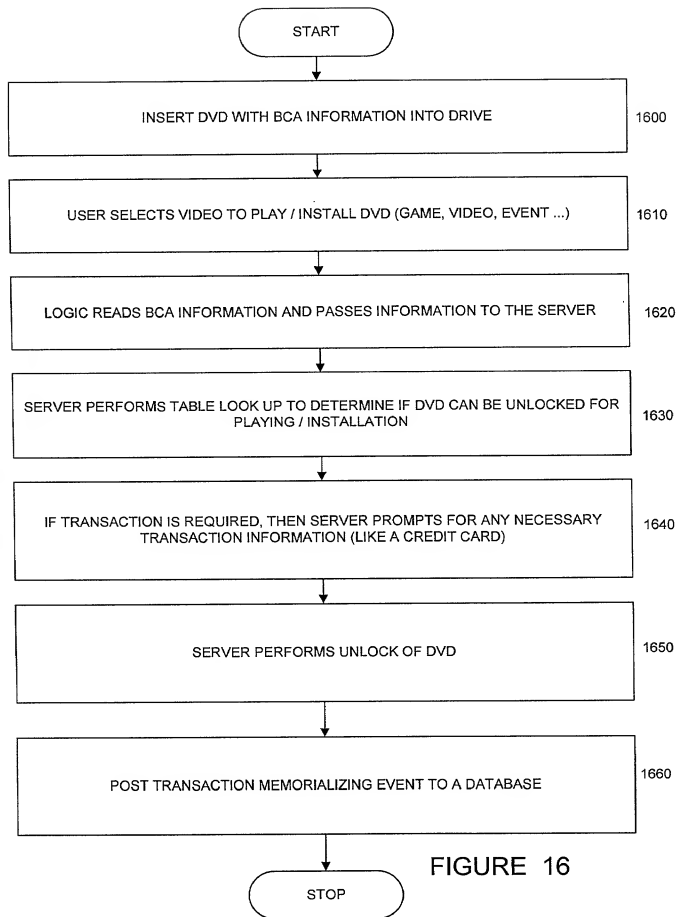 START
INSERT DVD WITH BCA INFORMATION INTO DRIVE
1600
USER SELECTS VIDEO TO PLAY / INSTALL DVD (GAME, VIDEO, EVENT ...)
1610
LOGIC READS BCA INFORMATION AND PASSES INFORMATION TO THE SERVER
1620
SERVER PERFORMS TABLE LOOK UP TO DETERMINE IF DVD CAN BE UNLOCKED FOR
PLAYING / INSTALLATION
1630
IF TRANSACTION IS REQUIRED, THEN SERVER PROMPTS FOR ANY NECESSARY
TRANSACTION INFORMATION (LIKE A CREDIT CARD)
1640
SERVER PERFORMS UNLOCK OF DVD
1650
POST TRANSACTION MEMORIALIZING EVENT TO A DATABASE
1660
FIGURE 16
STOP